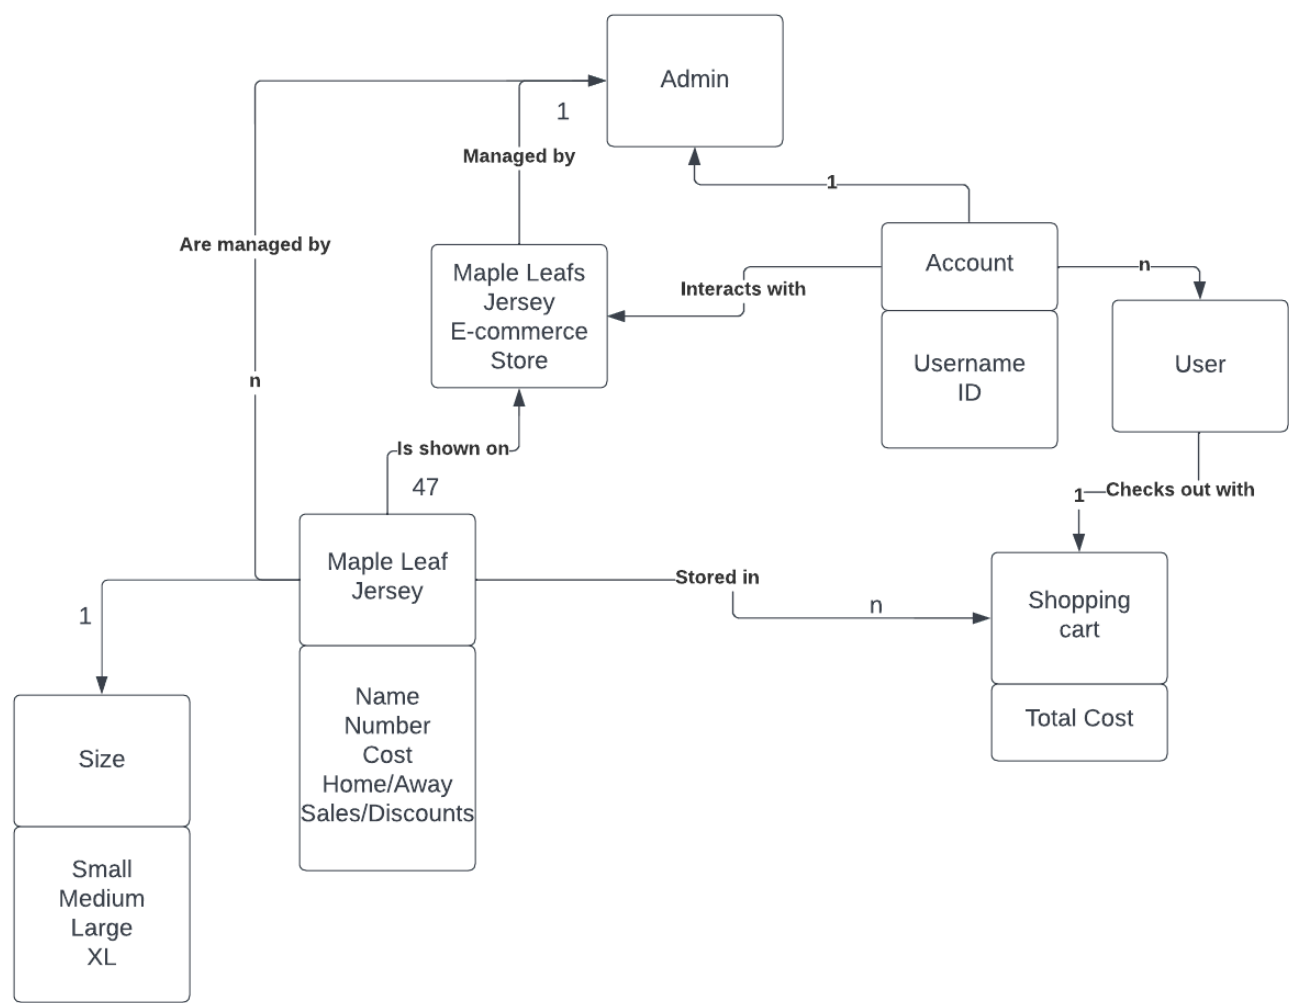 Admin
1
Managed by
1
Are managed by
Account
n
Maple Leafs
Jersey
E-commerce
Store
Interacts with
Username
ID
User
n
Is shown on
47
1
Checks out with
Maple Leaf
Jersey
Stored in
n
Shopping
cart
1
Name
Number
Cost
Home/Away
Sales/Discounts
Total Cost
Size
Small
Medium
Large
XL